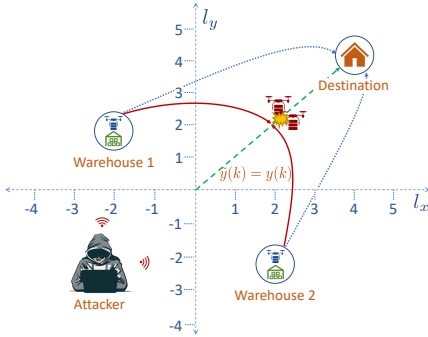 l_y
5
4
3
2
1
Destination
Warehouse 1
ỹ(k) = y(k)
-4
-3
-2
-1
1
2
3
4
5
l_x
-1
-2
-3
-4
Attacker
Warehouse 2